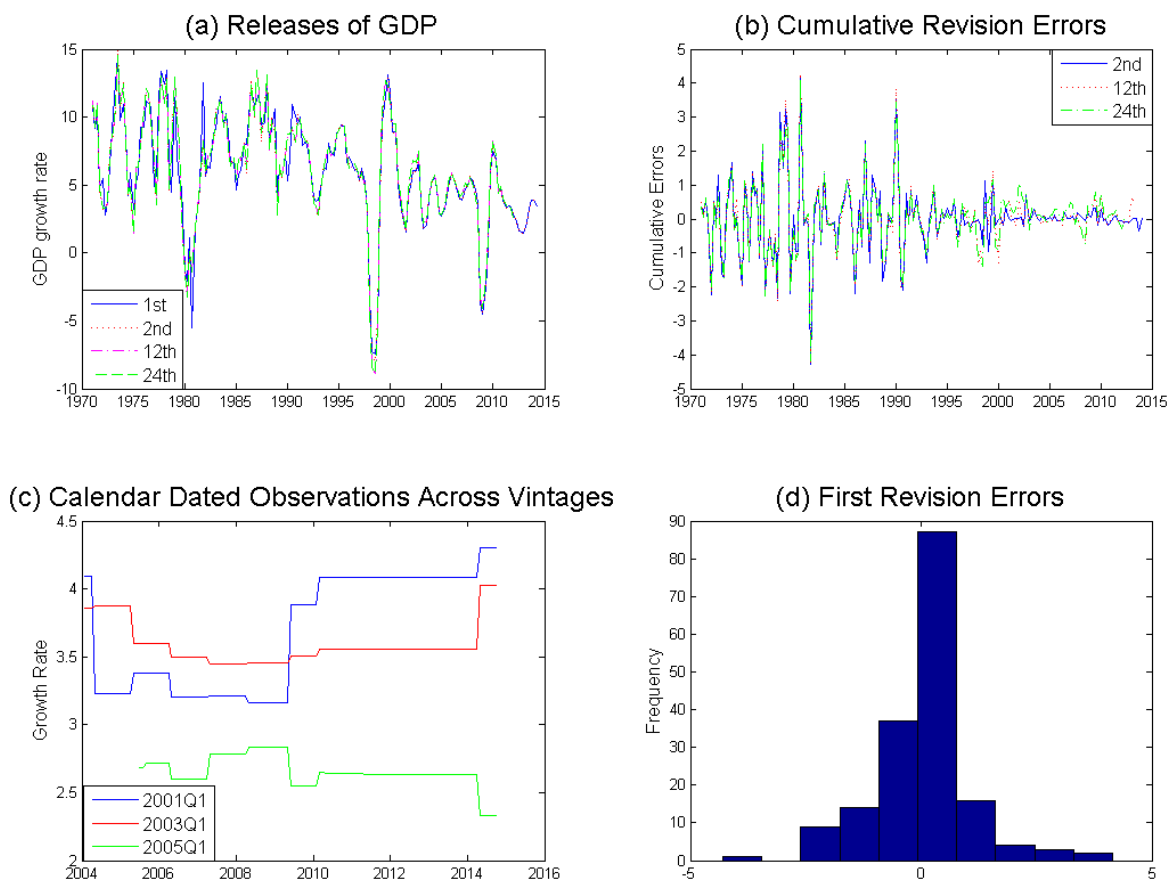 (a) Releases of GDP
15
10
5
0
-5
-10
GDP growth rate
1st
2nd
12th
24th
1970 1975 1980 1985 1990 1995 2000 2005 2010 2015
(b) Cumulative Revision Errors
5
4
3
2
1
0
-1
-2
-3
-4
-5
Cumulative Errors
2nd
12th
24th
1970 1975 1980 1985 1990 1995 2000 2005 2010 2015
(c) Calendar Dated Observations Across Vintages
4.5
4
3.5
3
2.5
2
Growth Rate
2001Q1
2003Q1
2005Q1
2004 2006 2008 2010 2012 2014 2016
(d) First Revision Errors
90
80
70
60
50
40
30
20
10
0
Frequency
-5 0 5